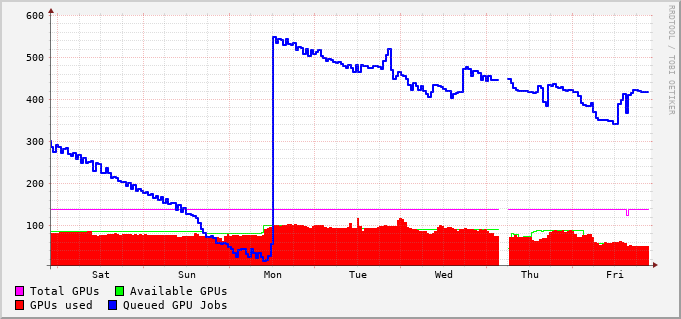 600
500
400
300
200
100
Sat Sun Mon Tue Wed Thu Fri
Total GPUs Available GPUs
GPUs used Queued GPU Jobs
RRDTOOL / TOBI OETIKER